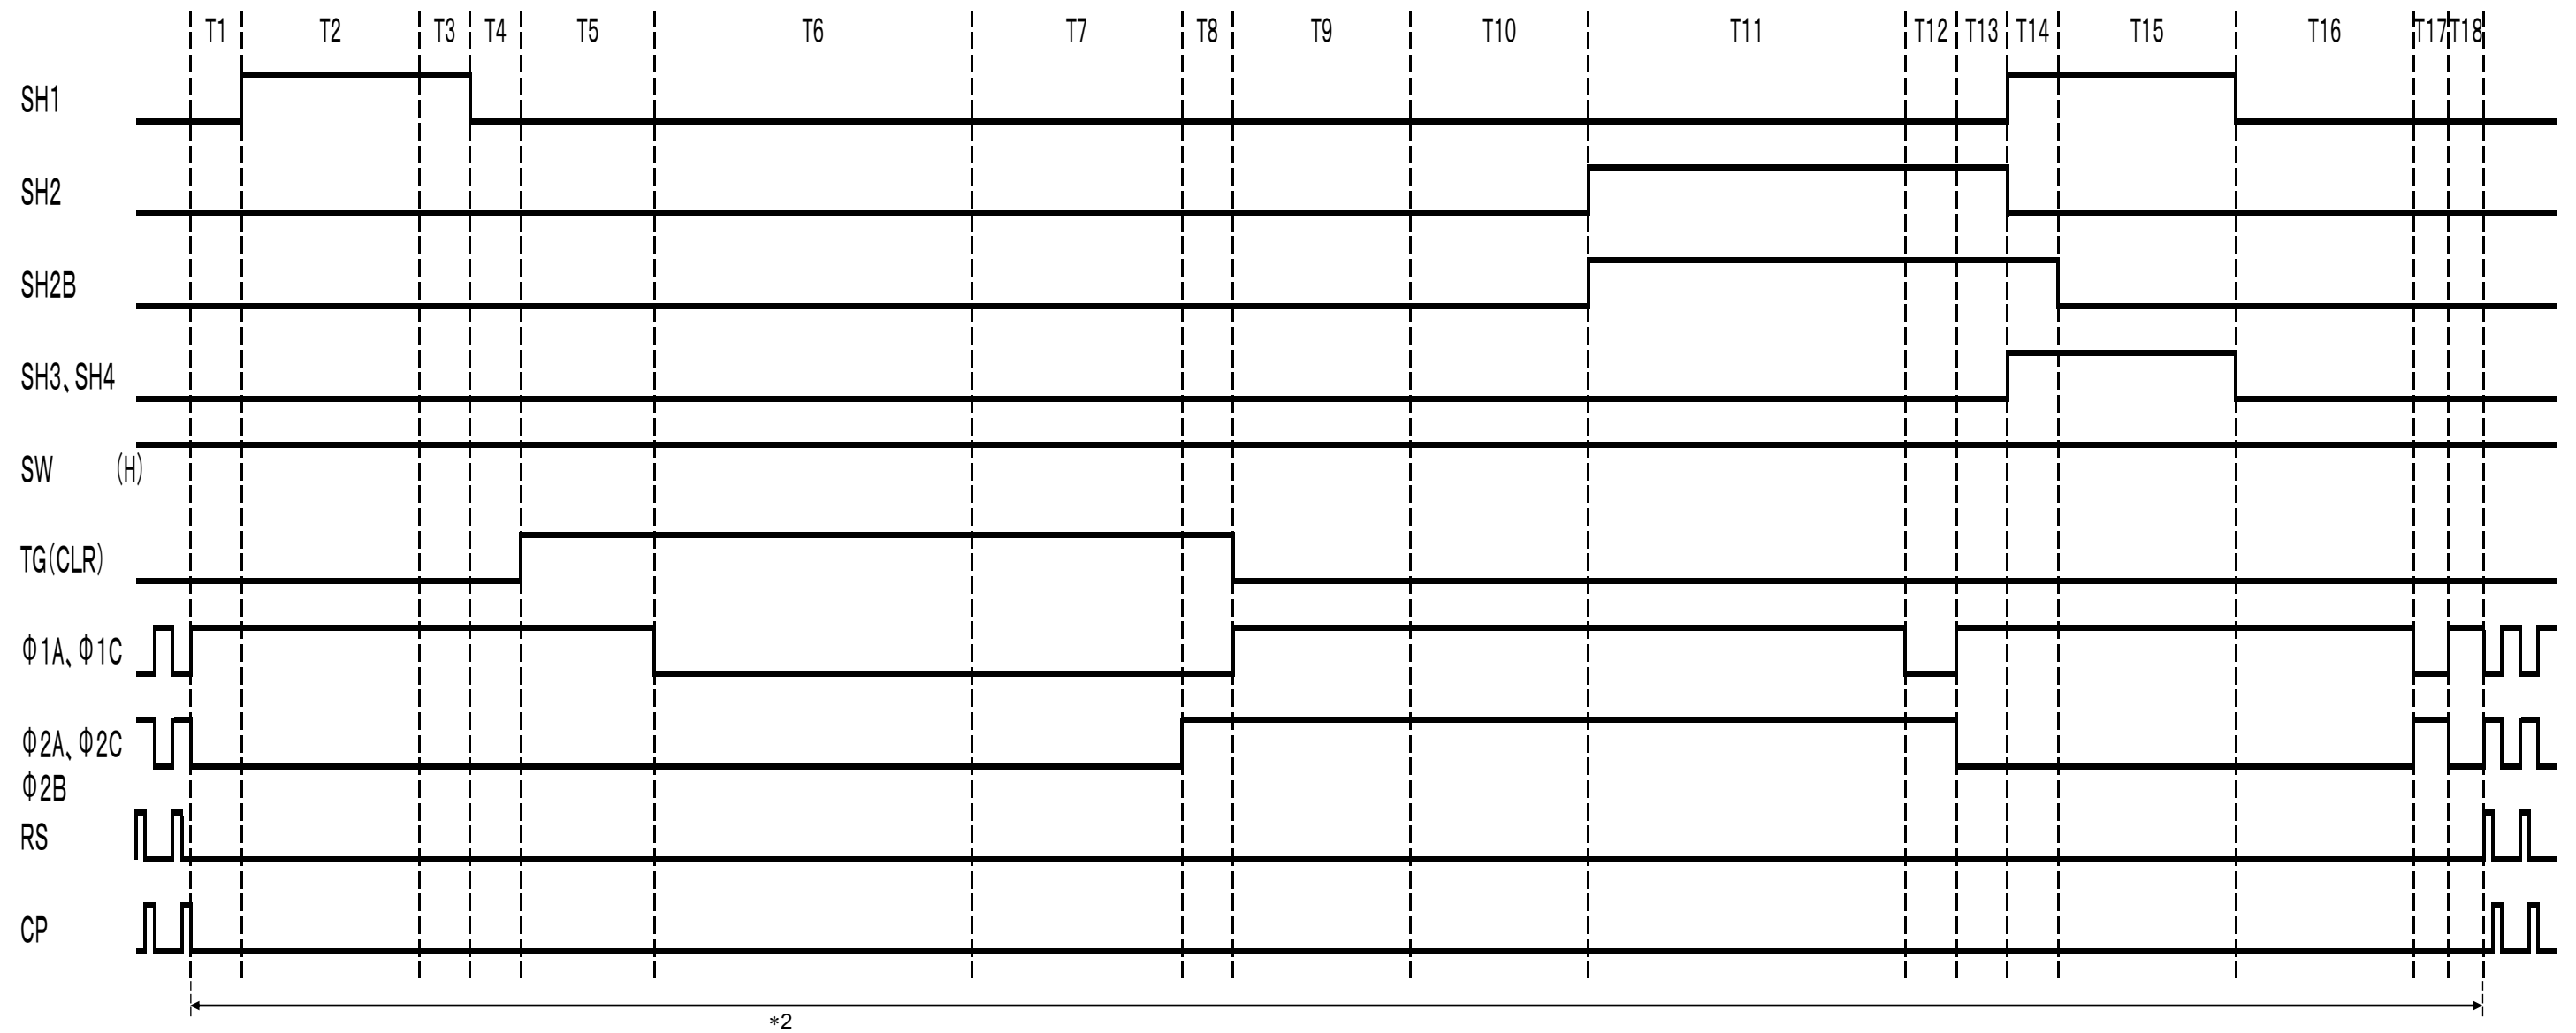 T1 T2 T3 T4 T5 T6 T7 T8 T9 T10 T11 T12 T13 T14 T15 T16 T17 T18
SH1
SH2
SH2B
SH3、SH4
SW (H)
TG(CLR)
Φ1A、Φ1C
Φ2A、Φ2C
Φ2B
RS
CP
*2